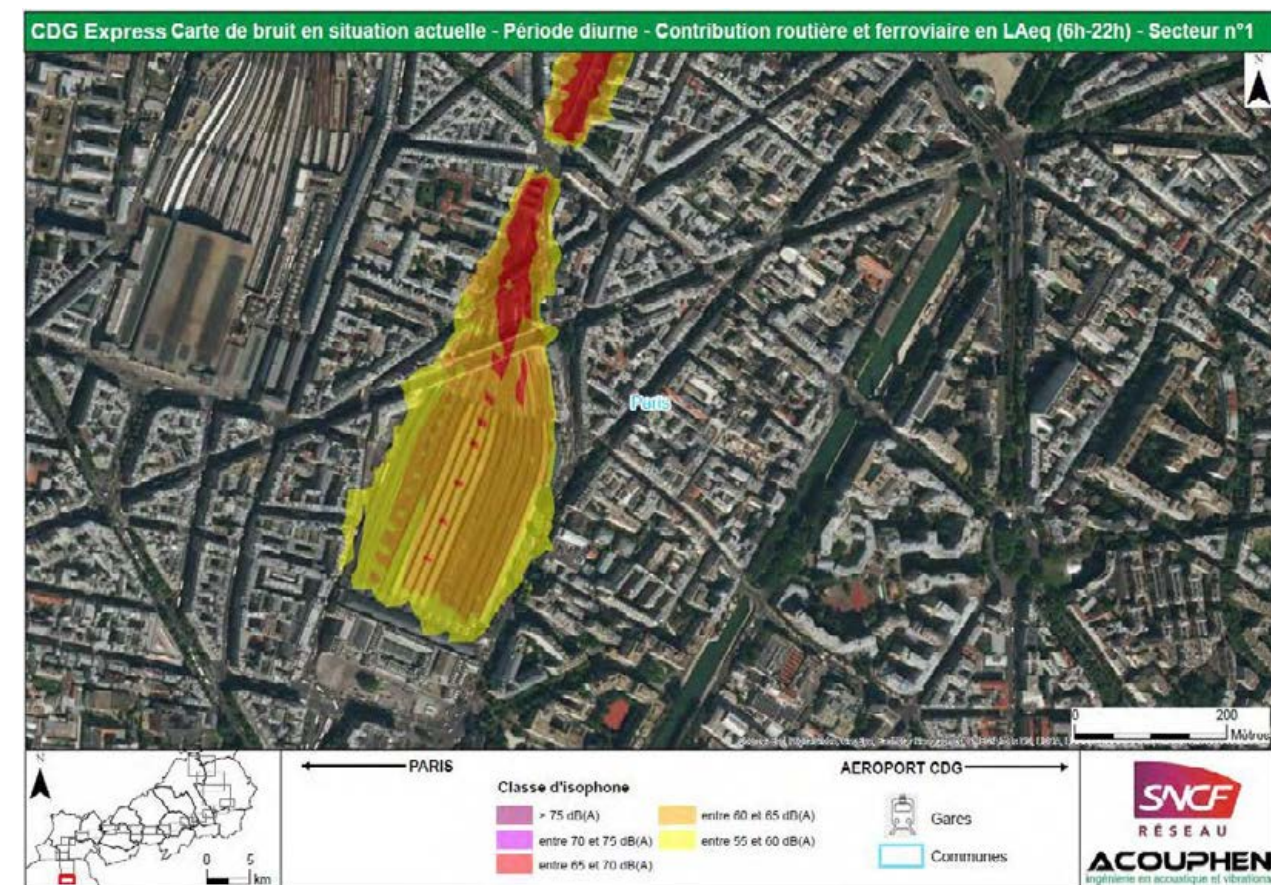 CDG Express Carte de bruit en situation actuelle - Période diurne - Contribution routière et ferroviaire en LAeq (6h-22h) - Secteur n°1
N
Paris
0 200
Mètres
N
0 5
km
PARIS
AEROPORT CDG
Classe d'isophone
> 75 dB(A)
entre 70 et 75 dB(A)
entre 65 et 70 dB(A)
entre 60 et 65 dB(A)
entre 55 et 60 dB(A)
Gares
Communes
SNCF
RÉSEAU
ACOUPHEN
ingénierie en acoustique et vibrations